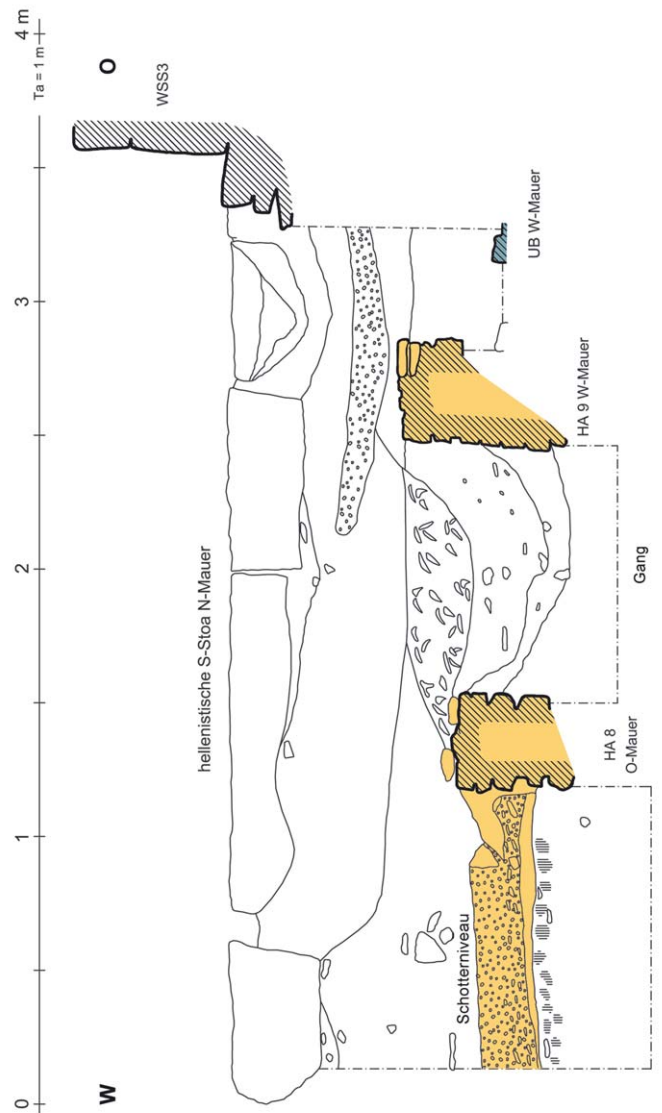 0
1
2
3
4 m
Ta = 1 m
W
O
WSS3
hellenistische S-Stoa N-Mauer
UB W-Mauer
HA 9 W-Mauer
Gang
HA 8
O-Mauer
Schotterniveau